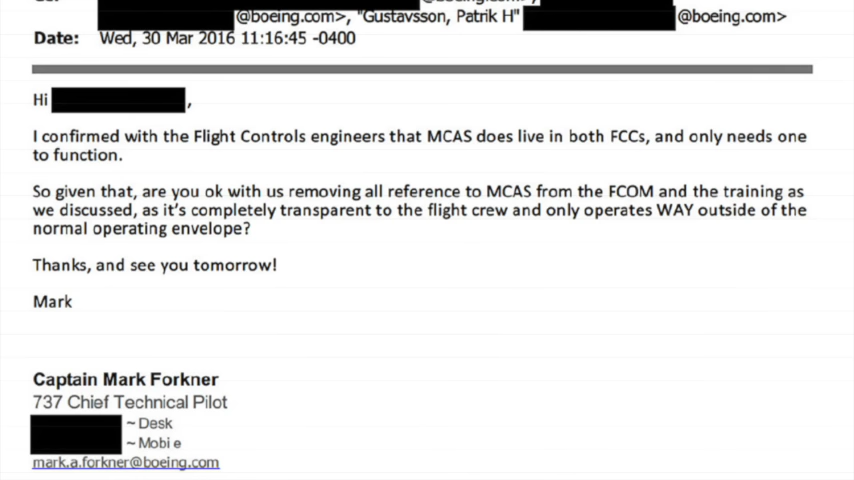 @boeing.com>, "Gustavsson, Patrik H" @boeing.com>
Date: Wed, 30 Mar 2016 11:16:45 -0400
Hi ,
I confirmed with the Flight Controls engineers that MCAS does live in both FCCs, and only needs one
to function.
So given that, are you ok with us removing all reference to MCAS from the FCOM and the training as
we discussed, as it's completely transparent to the flight crew and only operates WAY outside of the
normal operating envelope?
Thanks, and see you tomorrow!
Mark
Captain Mark Forkner
737 Chief Technical Pilot
~ Desk
~ Mobi e
mark.a.forkner@boeing.com